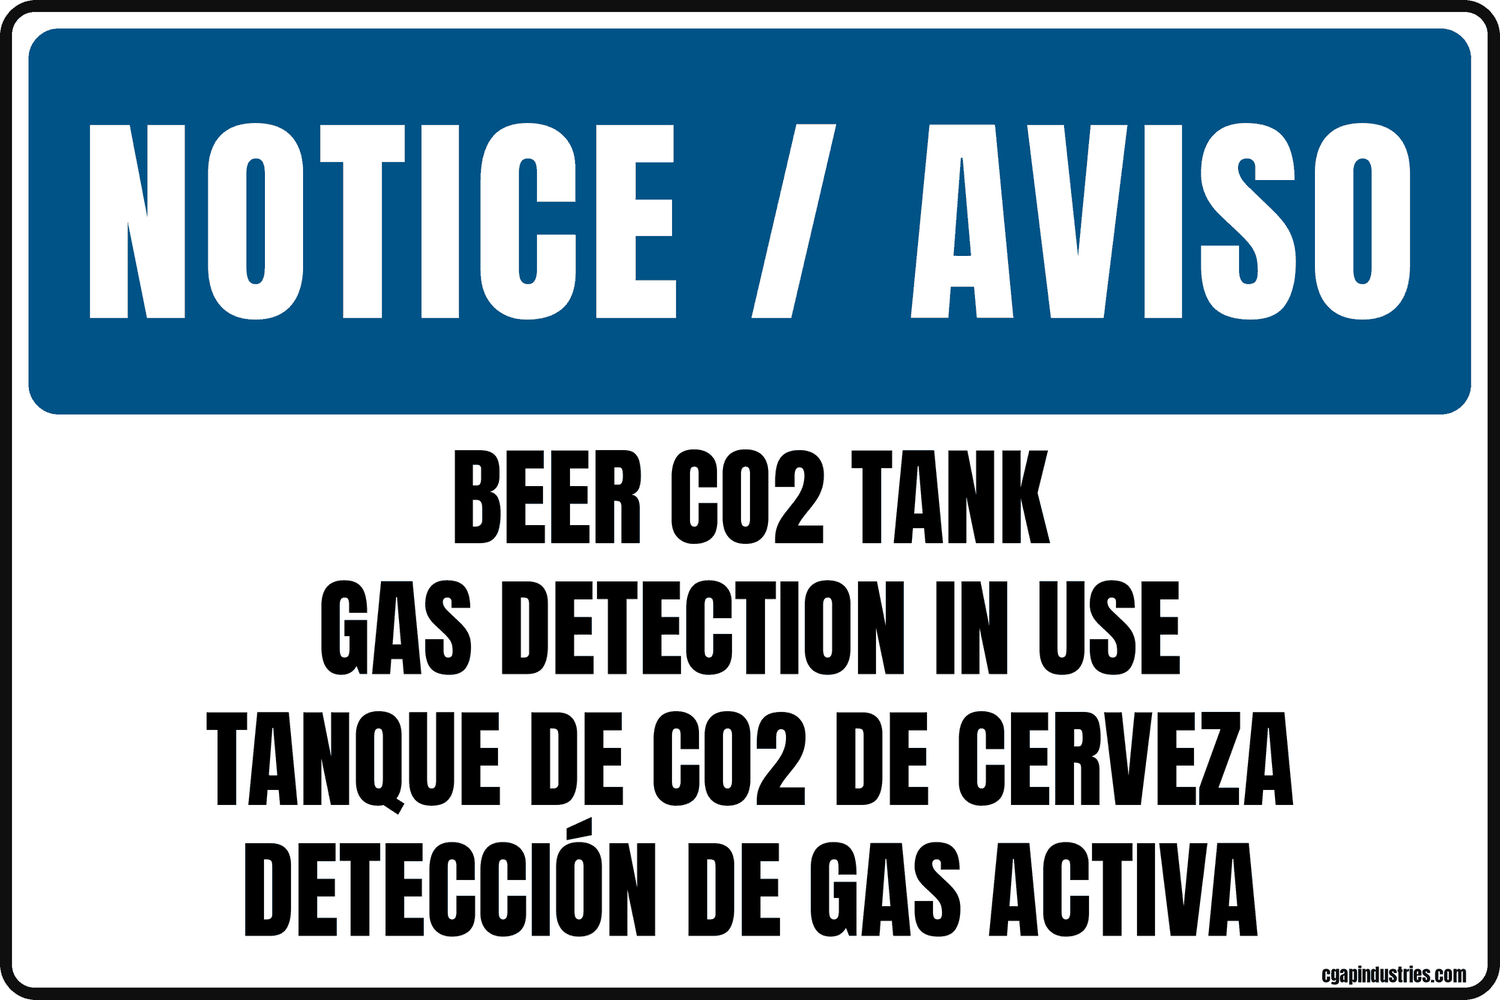 NOTICE / AVISO
BEER CO2 TANK
GAS DETECTION IN USE
TANQUE DE CO2 DE CERVEZA
DETECCIÓN DE GAS ACTIVA
cgapindustries.com